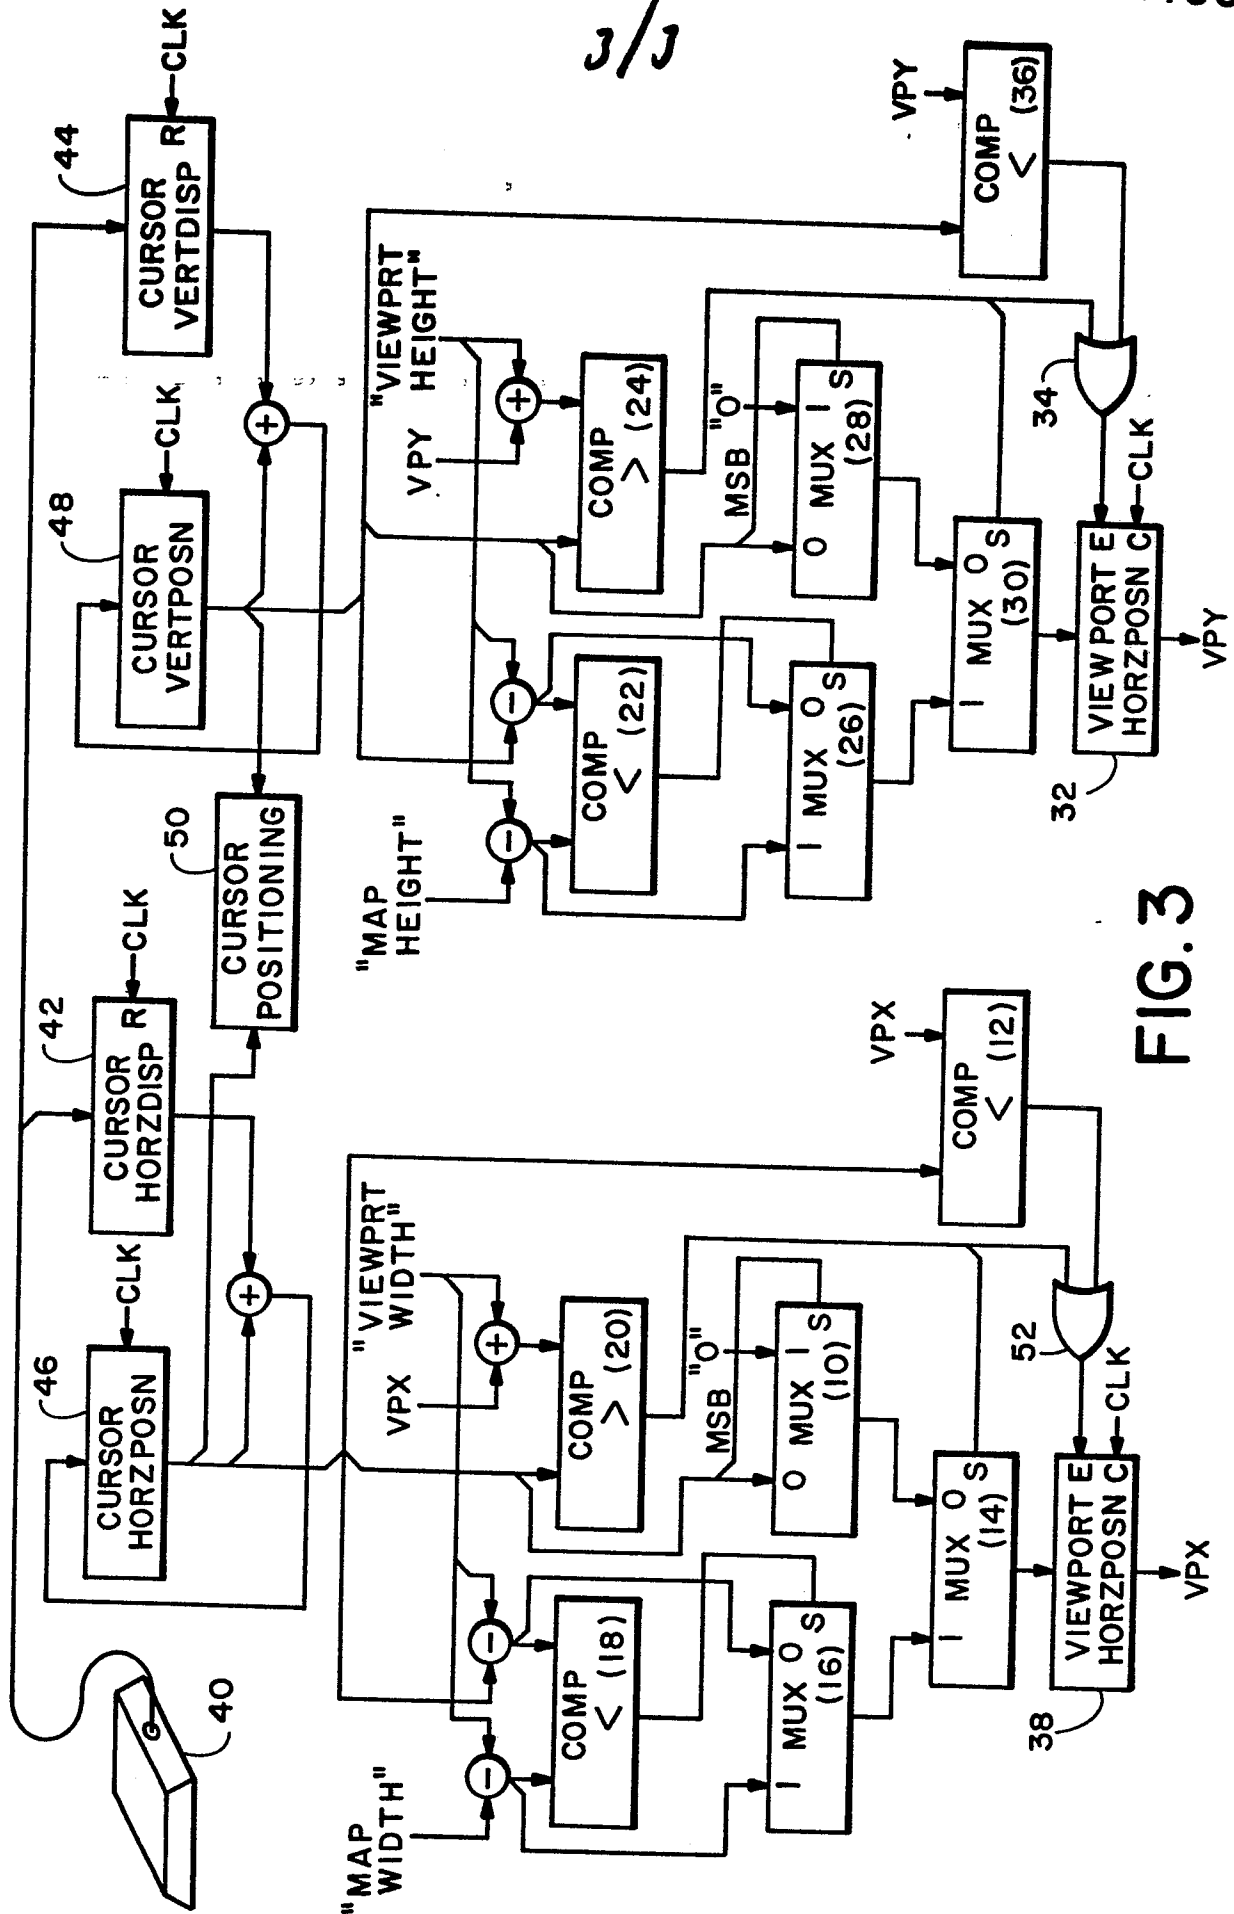 3/3
40
CURSOR
HORZPOSN
46
CLK
CURSOR
HORZDISP R
42
CLK
CURSOR
POSITIONING
50
CURSOR
VERTPOSN
48
CLK
CURSOR
VERTDISP R
44
CLK
+
+
"MAP
WIDTH"
"VIEWPRT
WIDTH"
VPX
-
-
+
COMP
< (18)
COMP
> (20)
MSB
"O"
MUX
I O S
(16)
O MUX I S
(10)
I MUX O S
(14)
VPX
COMP
< (12)
52
CLK
VIEWPORT E
HORZPOSN C
38
VPX
"MAP
HEIGHT"
"VIEWPRT
HEIGHT"
VPY
-
-
+
COMP
< (22)
COMP
> (24)
MSB
"O"
I MUX O S
(26)
O MUX I S
(28)
I MUX O S
(30)
VPY
COMP
< (36)
34
CLK
VIEWPORT E
HORZPOSN C
32
VPY
FIG. 3